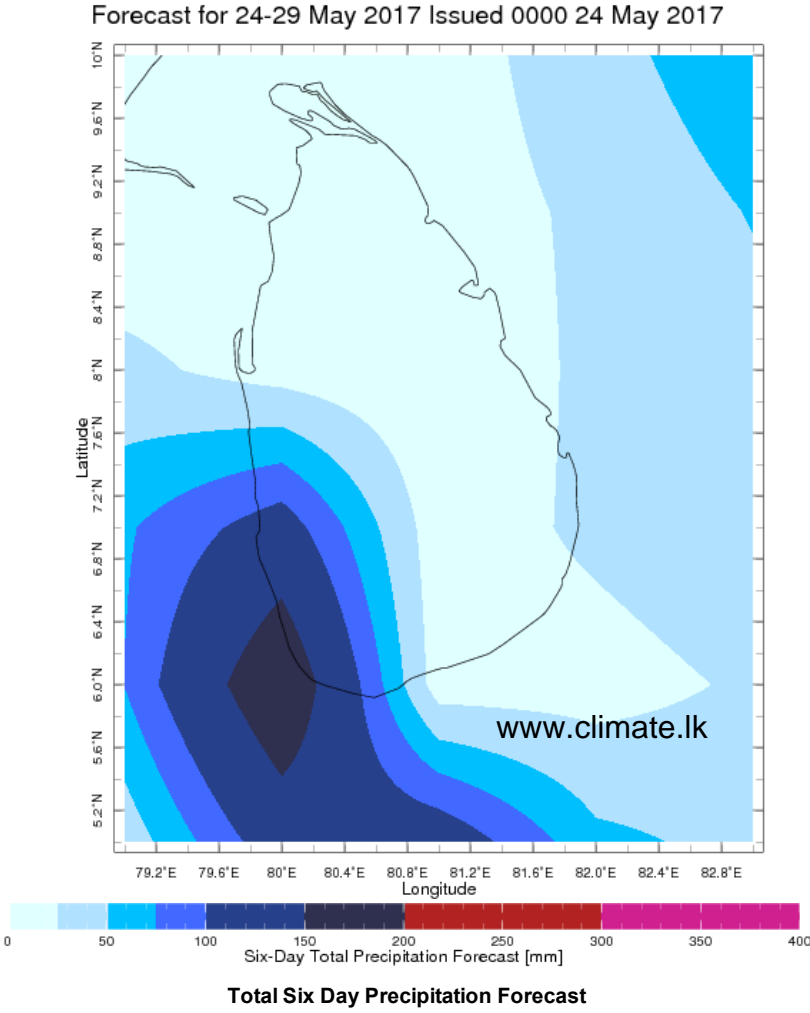 Forecast for 24-29 May 2017 Issued 0000 24 May 2017
10°N
9.6°N
9.2°N
8.8°N
8.4°N
8°N
7.6°N
7.2°N
6.8°N
6.4°N
6.0°N
5.6°N
5.2°N
Latitude
www.climate.lk
79.2°E 79.6°E 80°E 80.4°E 80.8°E 81.2°E 81.6°E 82.0°E 82.4°E 82.8°E
Longitude
0 50 100 150 200 250 300 350 400
Six-Day Total Precipitation Forecast [mm]
Total Six Day Precipitation Forecast